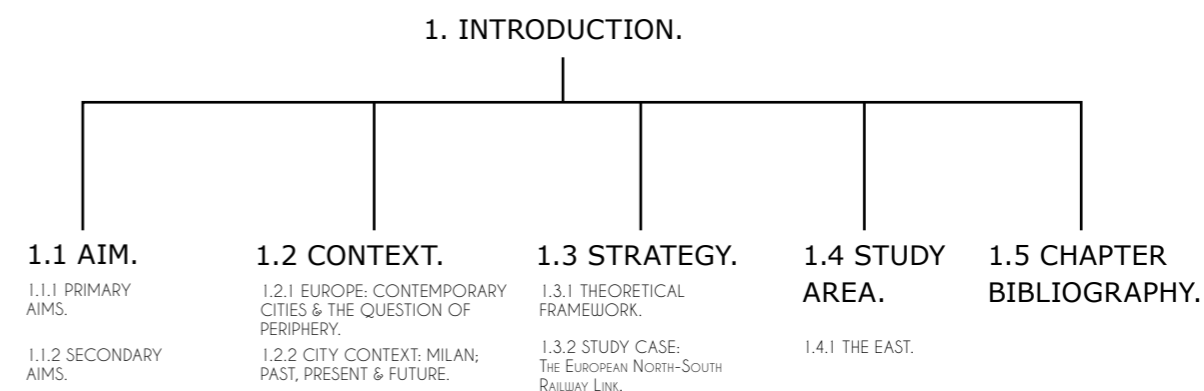 1. INTRODUCTION.
1.1 AIM.
1.1.1 PRIMARY
AIMS.
1.1.2 SECONDARY
AIMS.
1.2 CONTEXT.
1.2.1 EUROPE: CONTEMPORARY
CITIES & THE QUESTION OF
PERIPHERY.
1.2.2 CITY CONTEXT: MILAN;
PAST, PRESENT & FUTURE.
1.3 STRATEGY.
1.3.1 THEORETICAL
FRAMEWORK.
1.3.2 STUDY CASE:
The European North-South
Railway Link.
1.4 STUDY
AREA.
1.4.1 THE EAST.
1.5 CHAPTER
BIBLIOGRAPHY.